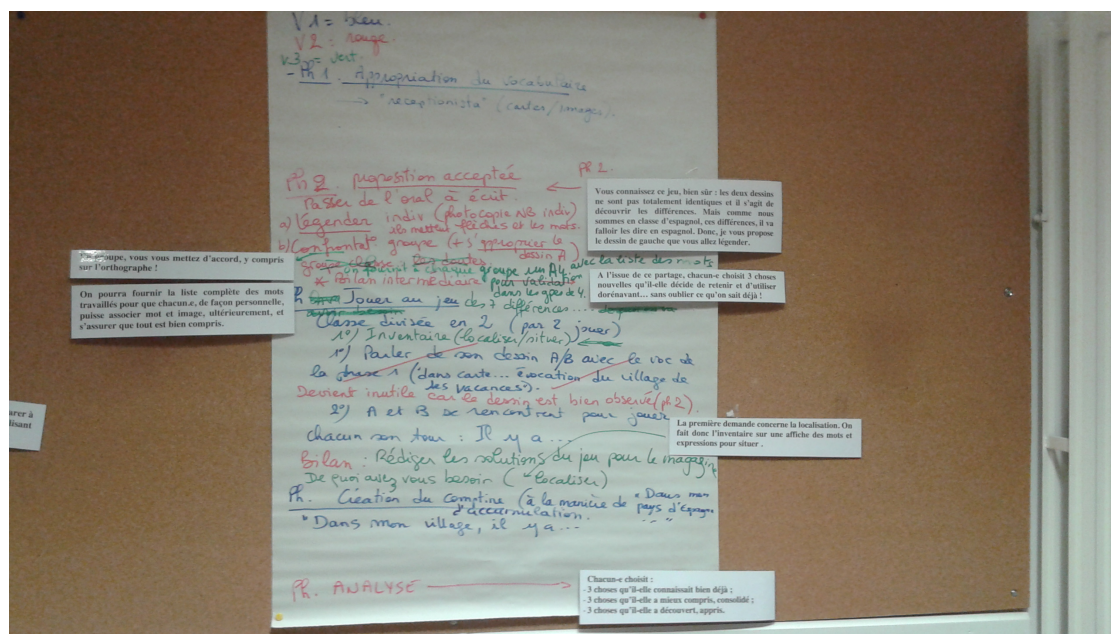 V1 = bleu.
V2 : rouge.
V3 = vert.
- Ph 1. Appropriation du vocabulaire
→ "receptionista" (cartes/images).
Ph 2. proposition acceptée
Ph 2.
Passer de l'oral à écrit.
a) légender indiv (photocopie NB indiv)
ils mettent flèches et les mots.
b) Confrontat° groupe (+ s'approprier le
dessin A
+ on fournit à chaque groupe un A4 avec la liste des mots
* Bilan intermédiaire pour validation
dans les gpes de 4.
Ph Jouer au jeu des 7 différences ....
Classe divisée en 2 (par 2 jouer)
1°) Inventaire (localiser/situer)
1°) Parler de son dessin A/B avec le voc de
la phase 1 ("dans carte... évocation du village de
des vacances").
Devient inutile car le dessin est bien observé (ph 2).
2°) A et B se rencontrent pour jouer
chacun son tour : Il y a ...
Bilan : Rédiger les solutions du jeu pour le magazine
De quoi avez vous besoin (localiser)
Ph. Création du comptine (à la manière de "Dans mon
d'accumulation. pays d'Espagne
"Dans mon village, il y a ...
Ph. ANALYSE
Vous connaissez ce jeu, bien sûr : les deux dessins
ne sont pas totalement identiques et il s'agit de
découvrir les différences. Mais comme nous
sommes en classe d'espagnol, ces différences, il va
falloir les dire en espagnol. Donc, je vous propose
le dessin de gauche que vous allez légender.
groupe, vous vous mettez d'accord, y compris
sur l'orthographe !
On pourra fournir la liste complète des mots
travaillés pour que chacun.e, de façon personnelle,
puisse associer mot et image, ultérieurement, et
s'assurer que tout est bien compris.
A l'issue de ce partage, chacun-e choisit 3 choses
nouvelles qu'il-elle décide de retenir et d'utiliser
dorénavant… sans oublier ce qu'on sait déjà !
arer à
lisant
La première demande concerne la localisation. On
fait donc l'inventaire sur une affiche des mots et
expressions pour situer .
Chacun-e choisit :
- 3 choses qu'il-elle connaissait bien déjà ;
- 3 choses qu'il-elle a mieux compris, consolidé ;
- 3 choses qu'il-elle a découvert, appris.